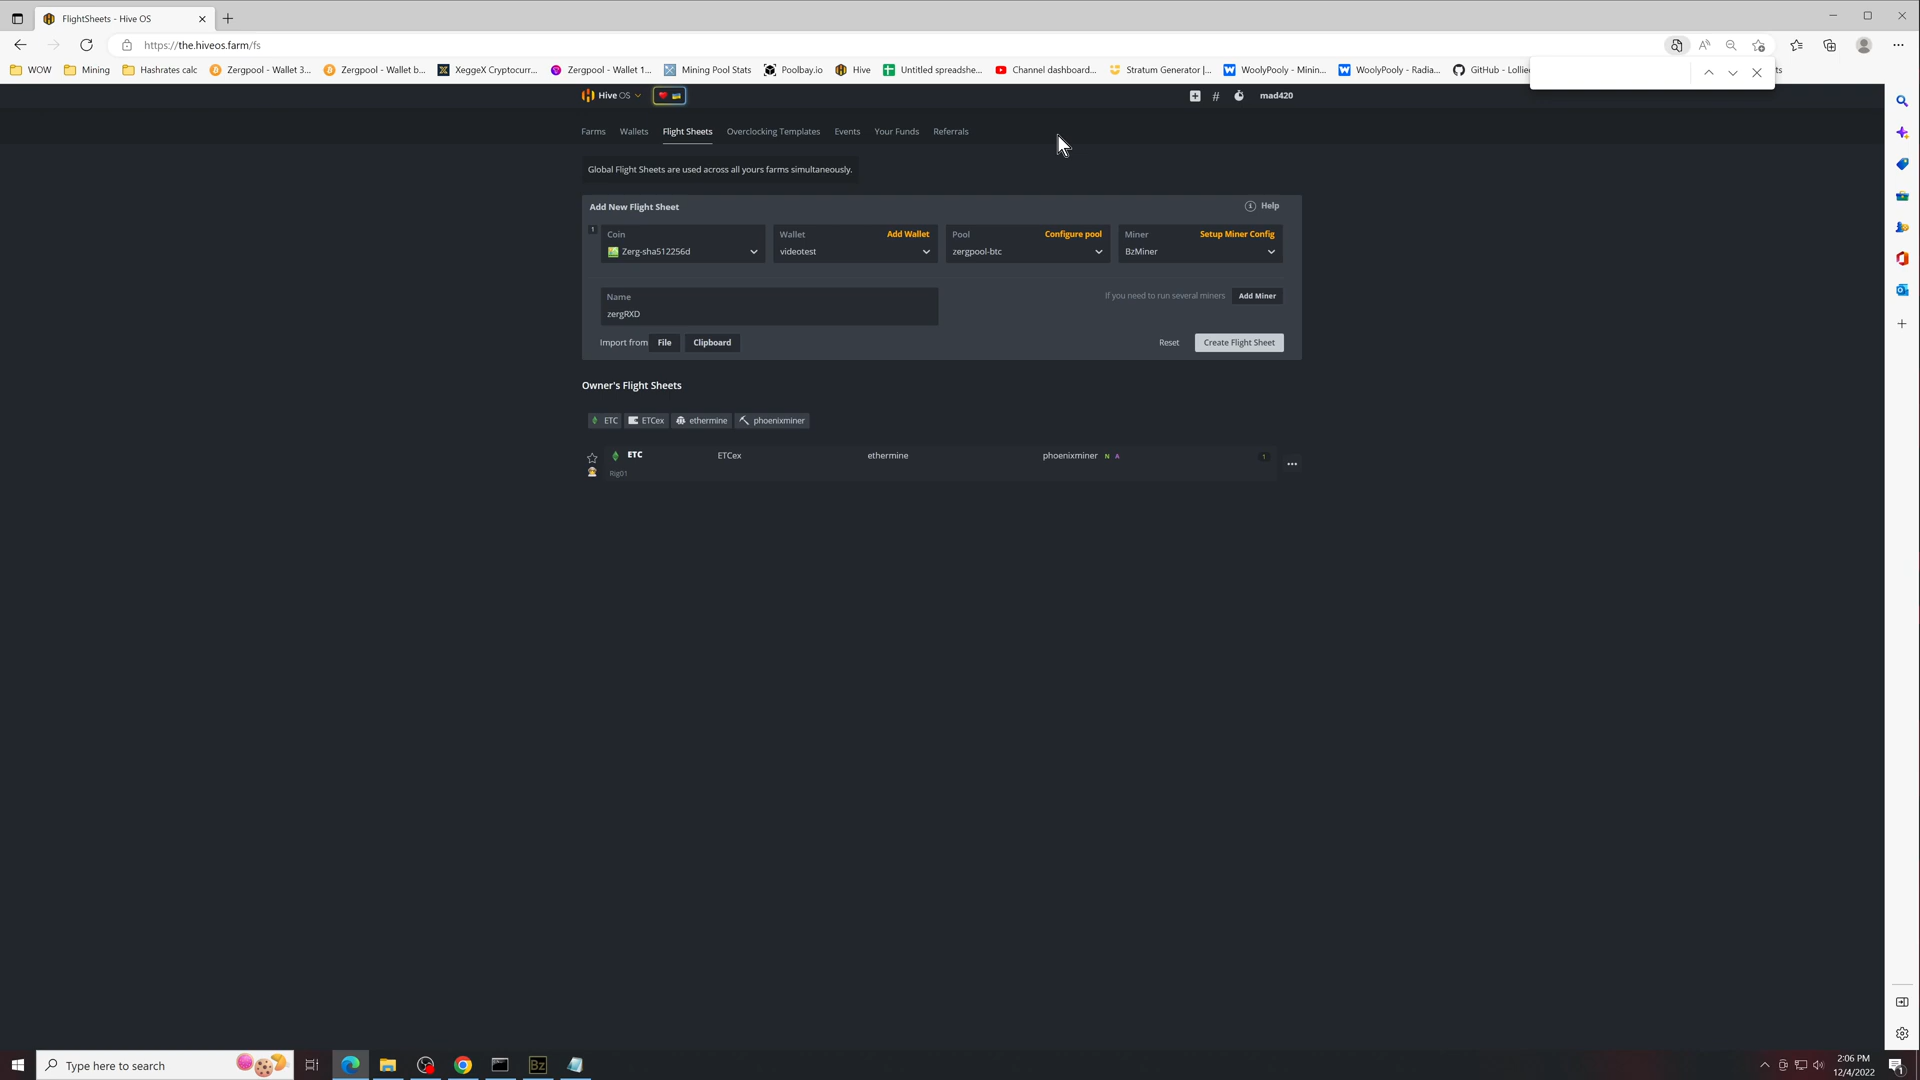 FlightSheets - Hive OS
https://the.hiveos.farm/fs
WOW
Mining
Hashrates calc
Zergpool - Wallet 3...
Zergpool - Wallet b...
XeggeX Cryptocurr...
Zergpool - Wallet 1...
Mining Pool Stats
Poolbay.io
Hive
Untitled spreadshe...
Channel dashboard...
Stratum Generator |...
WoolyPooly - Minin...
WoolyPooly - Radia...
GitHub - Lollie
ts
Hive OS
# mad420
Farms Wallets Flight Sheets Overclocking Templates Events Your Funds Referrals
Global Flight Sheets are used across all yours farms simultaneously.
Add New Flight Sheet
Help
1
Coin
Zerg-sha512256d
Wallet Add Wallet
videotest
Pool Configure pool
zergpool-btc
Miner Setup Miner Config
BzMiner
Name
zergRXD
If you need to run several miners Add Miner
Import from File Clipboard
Reset Create Flight Sheet
Owner's Flight Sheets
ETC ETCex ethermine phoenixminer
ETC ETCex ethermine phoenixminer N A 1
Rig01
Type here to search
Bz
2:06 PM
12/4/2022
1